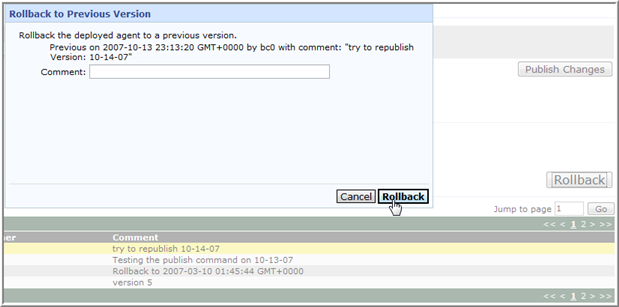 Rollback to Previous Version
Rollback the deployed agent to a previous version.
Previous on 2007-10-13 23:13:20 GMT+0000 by bc0 with comment: "try to republish
Version: 10-14-07"
Comment:
Publish Changes
Cancel Rollback
Rollback
Jump to page 1 Go
<< < 1 2 > >>
her Comment
try to republish 10-14-07
Testing the publish command on 10-13-07
Rollback to 2007-03-10 01:45:44 GMT+0000
version 5
<< < 1 2 > >>